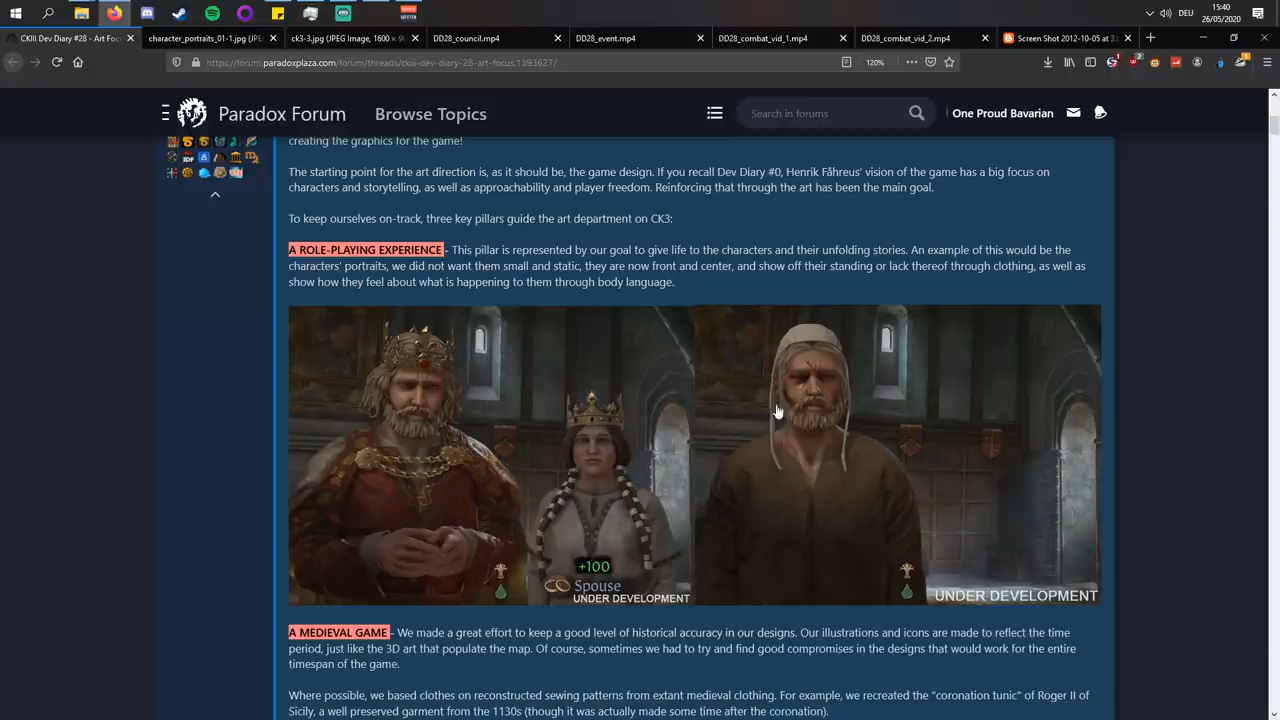 15:40
DEU
26/05/2020
CKIII Dev Diary #28 - Art Foc
character_portraits_01-1.jpg (JPE
ck3-3.jpg (JPEG Image, 1600 × 9
DD28_council.mp4
DD28_event.mp4
DD28_combat_vid_1.mp4
DD28_combat_vid_2.mp4
Screen Shot 2012-10-05 at 3.
https://forum.paradoxplaza.com/forum/threads/ckiii-dev-diary-28-art-focus.1393627/
120%
Paradox Forum
Browse Topics
Search in forums
One Proud Bavarian
creating the graphics for the game!
The starting point for the art direction is, as it should be, the game design. If you recall Dev Diary #0, Henrik Fåhreus' vision of the game has a big focus on
characters and storytelling, as well as approachability and player freedom. Reinforcing that through the art has been the main goal.
To keep ourselves on-track, three key pillars guide the art department on CK3:
A ROLE-PLAYING EXPERIENCE - This pillar is represented by our goal to give life to the characters and their unfolding stories. An example of this would be the
characters' portraits, we did not want them small and static, they are now front and center, and show off their standing or lack thereof through clothing, as well as
show how they feel about what is happening to them through body language.
+100
Spouse
UNDER DEVELOPMENT
UNDER DEVELOPMENT
A MEDIEVAL GAME - We made a great effort to keep a good level of historical accuracy in our designs. Our illustrations and icons are made to reflect the time
period, just like the 3D art that populate the map. Of course, sometimes we had to try and find good compromises in the designs that would work for the entire
timespan of the game.
Where possible, we based clothes on reconstructed sewing patterns from extant medieval clothing. For example, we recreated the "coronation tunic" of Roger II of
Sicily, a well preserved garment from the 1130s (though it was actually made some time after the coronation).